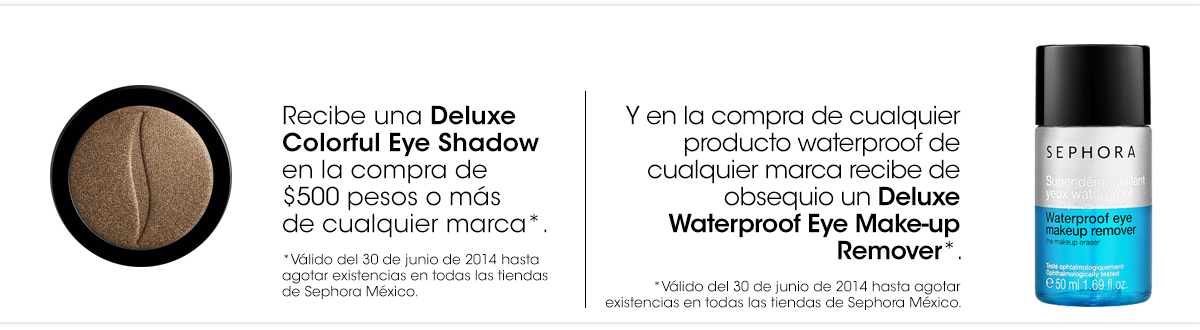 Recibe una Deluxe
Colorful Eye Shadow
en la compra de
$500 pesos o más
de cualquier marca*.
*Válido del 30 de junio de 2014 hasta
agotar existencias en todas las tiendas
de Sephora México.
Y en la compra de cualquier
producto waterproof de
cualquier marca recibe de
obsequio un Deluxe
Waterproof Eye Make-up
Remover*.
*Válido del 30 de junio de 2014 hasta agotar
existencias en todas las tiendas de Sephora México.
SEPHORA
Super démaquillant
yeux waterproof
Waterproof eye
makeup remover
the makeup eraser
Testé ophtalmologiquement
Ophthalmologically tested
℮ 50 ml 1.69 fl.oz.